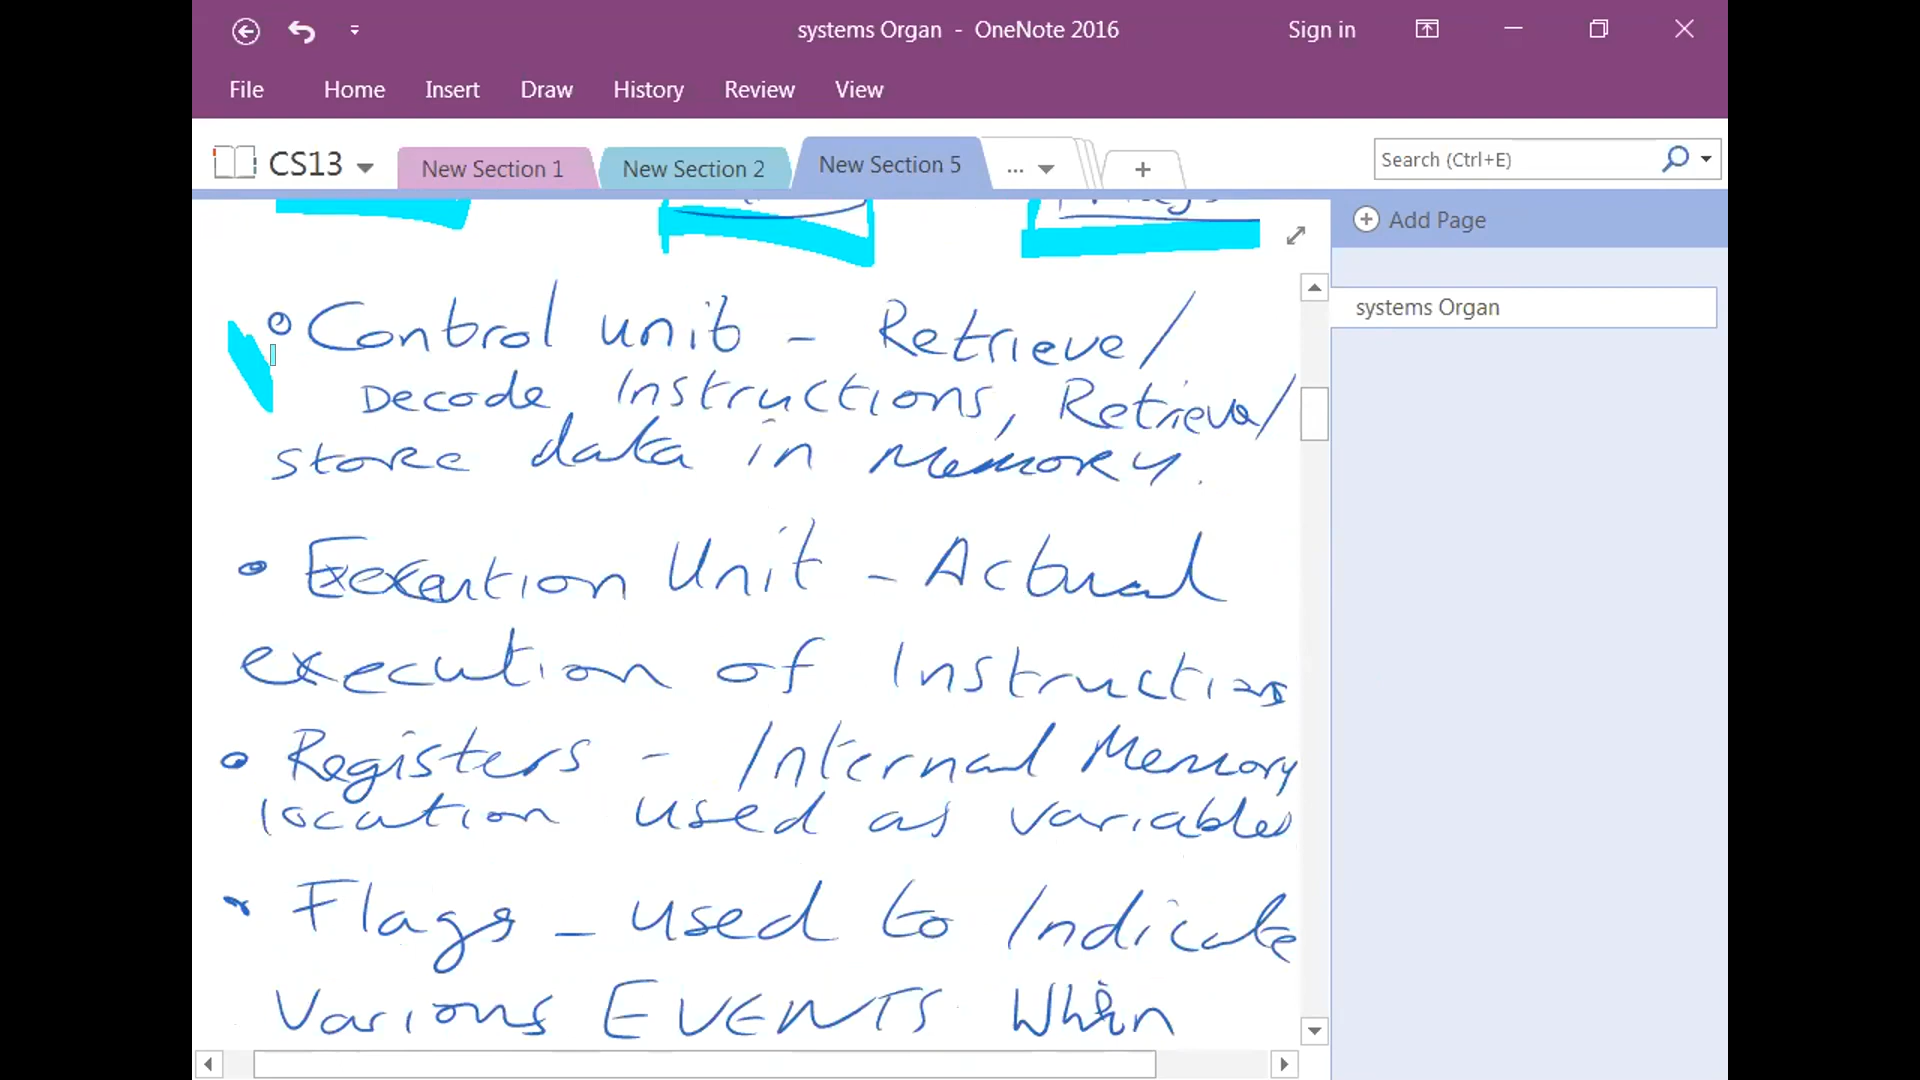 systems Organ - OneNote 2016
Sign in
File Home Insert Draw History Review View
CS13 New Section 1 New Section 2 New Section 5 ... +
Search (Ctrl+E)
Add Page
systems Organ
Control unit - Retrieve/
Decode Instructions, Retrieve/
store data in Memory.
Execution Unit - Actual
execution of Instructions
Registers - Internal Memory
location used as variables
Flags - used to Indicate
Various EVENTS When